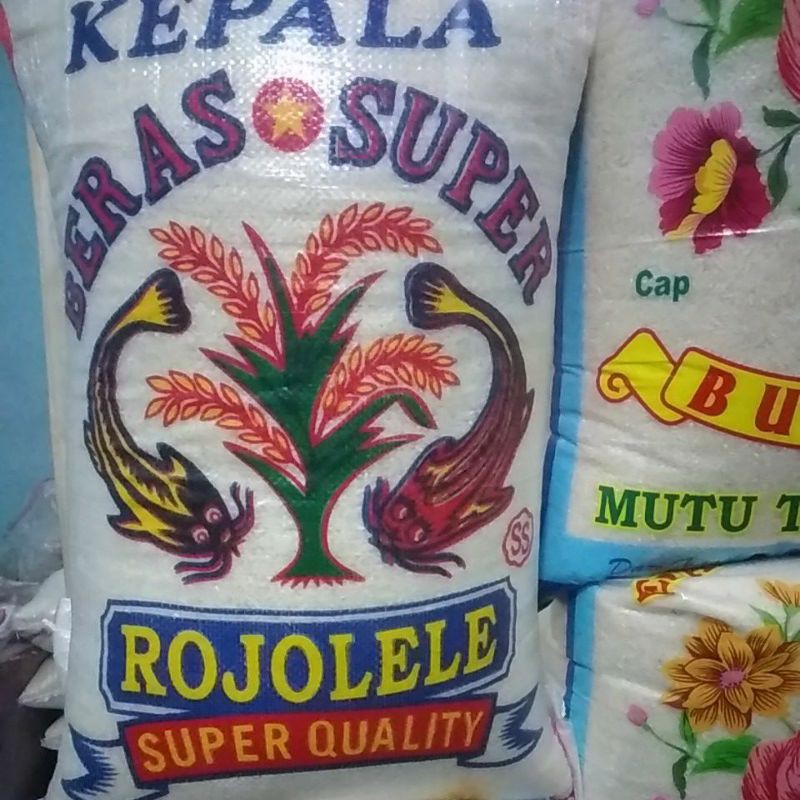 KEPALA
BERAS SUPER
SS
ROJOLELE
SUPER QUALITY
Cap
BU
MUTU T